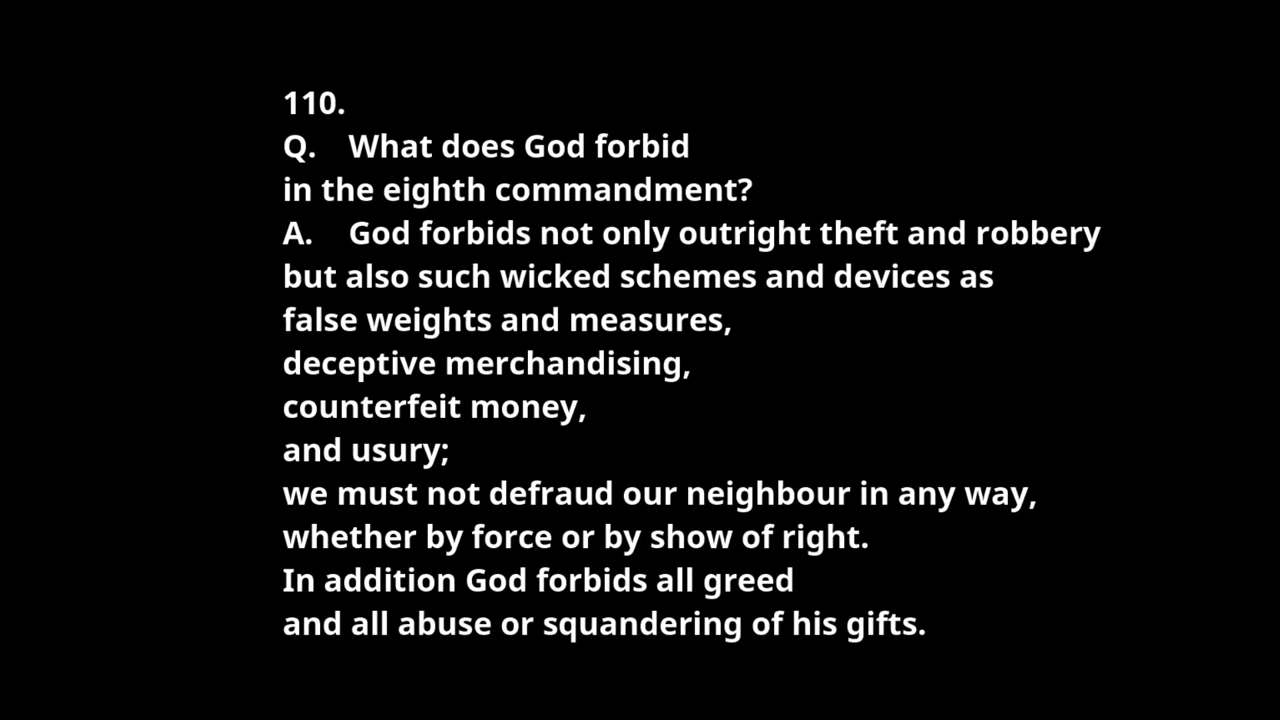 110.
Q. What does God forbid
in the eighth commandment?
A. God forbids not only outright theft and robbery
but also such wicked schemes and devices as
false weights and measures,
deceptive merchandising,
counterfeit money,
and usury;
we must not defraud our neighbour in any way,
whether by force or by show of right.
In addition God forbids all greed
and all abuse or squandering of his gifts.